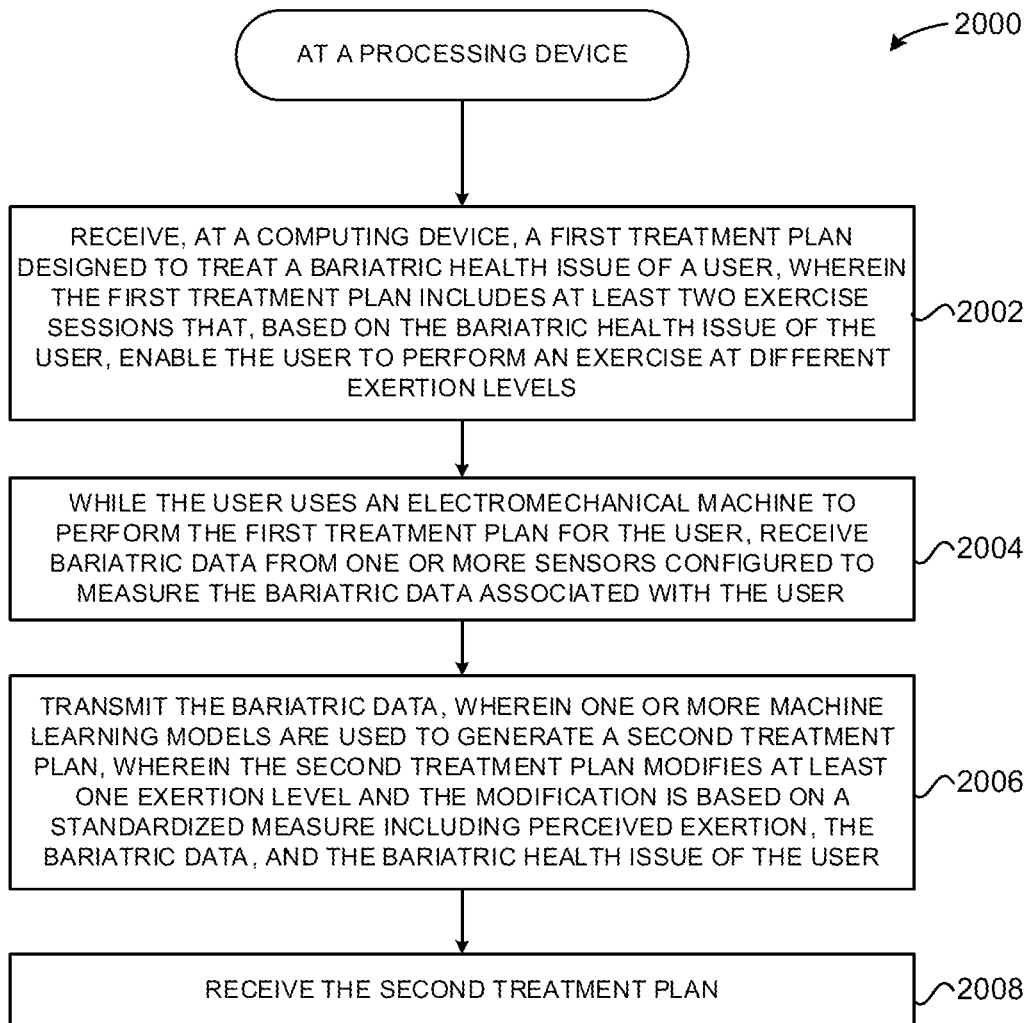 2000
AT A PROCESSING DEVICE
RECEIVE, AT A COMPUTING DEVICE, A FIRST TREATMENT PLAN
DESIGNED TO TREAT A BARIATRIC HEALTH ISSUE OF A USER, WHEREIN
THE FIRST TREATMENT PLAN INCLUDES AT LEAST TWO EXERCISE
SESSIONS THAT, BASED ON THE BARIATRIC HEALTH ISSUE OF THE
USER, ENABLE THE USER TO PERFORM AN EXERCISE AT DIFFERENT
EXERTION LEVELS
2002
WHILE THE USER USES AN ELECTROMECHANICAL MACHINE TO
PERFORM THE FIRST TREATMENT PLAN FOR THE USER, RECEIVE
BARIATRIC DATA FROM ONE OR MORE SENSORS CONFIGURED TO
MEASURE THE BARIATRIC DATA ASSOCIATED WITH THE USER
2004
TRANSMIT THE BARIATRIC DATA, WHEREIN ONE OR MORE MACHINE
LEARNING MODELS ARE USED TO GENERATE A SECOND TREATMENT
PLAN, WHEREIN THE SECOND TREATMENT PLAN MODIFIES AT LEAST
ONE EXERTION LEVEL AND THE MODIFICATION IS BASED ON A
STANDARDIZED MEASURE INCLUDING PERCEIVED EXERTION, THE
BARIATRIC DATA, AND THE BARIATRIC HEALTH ISSUE OF THE USER
2006
RECEIVE THE SECOND TREATMENT PLAN
2008